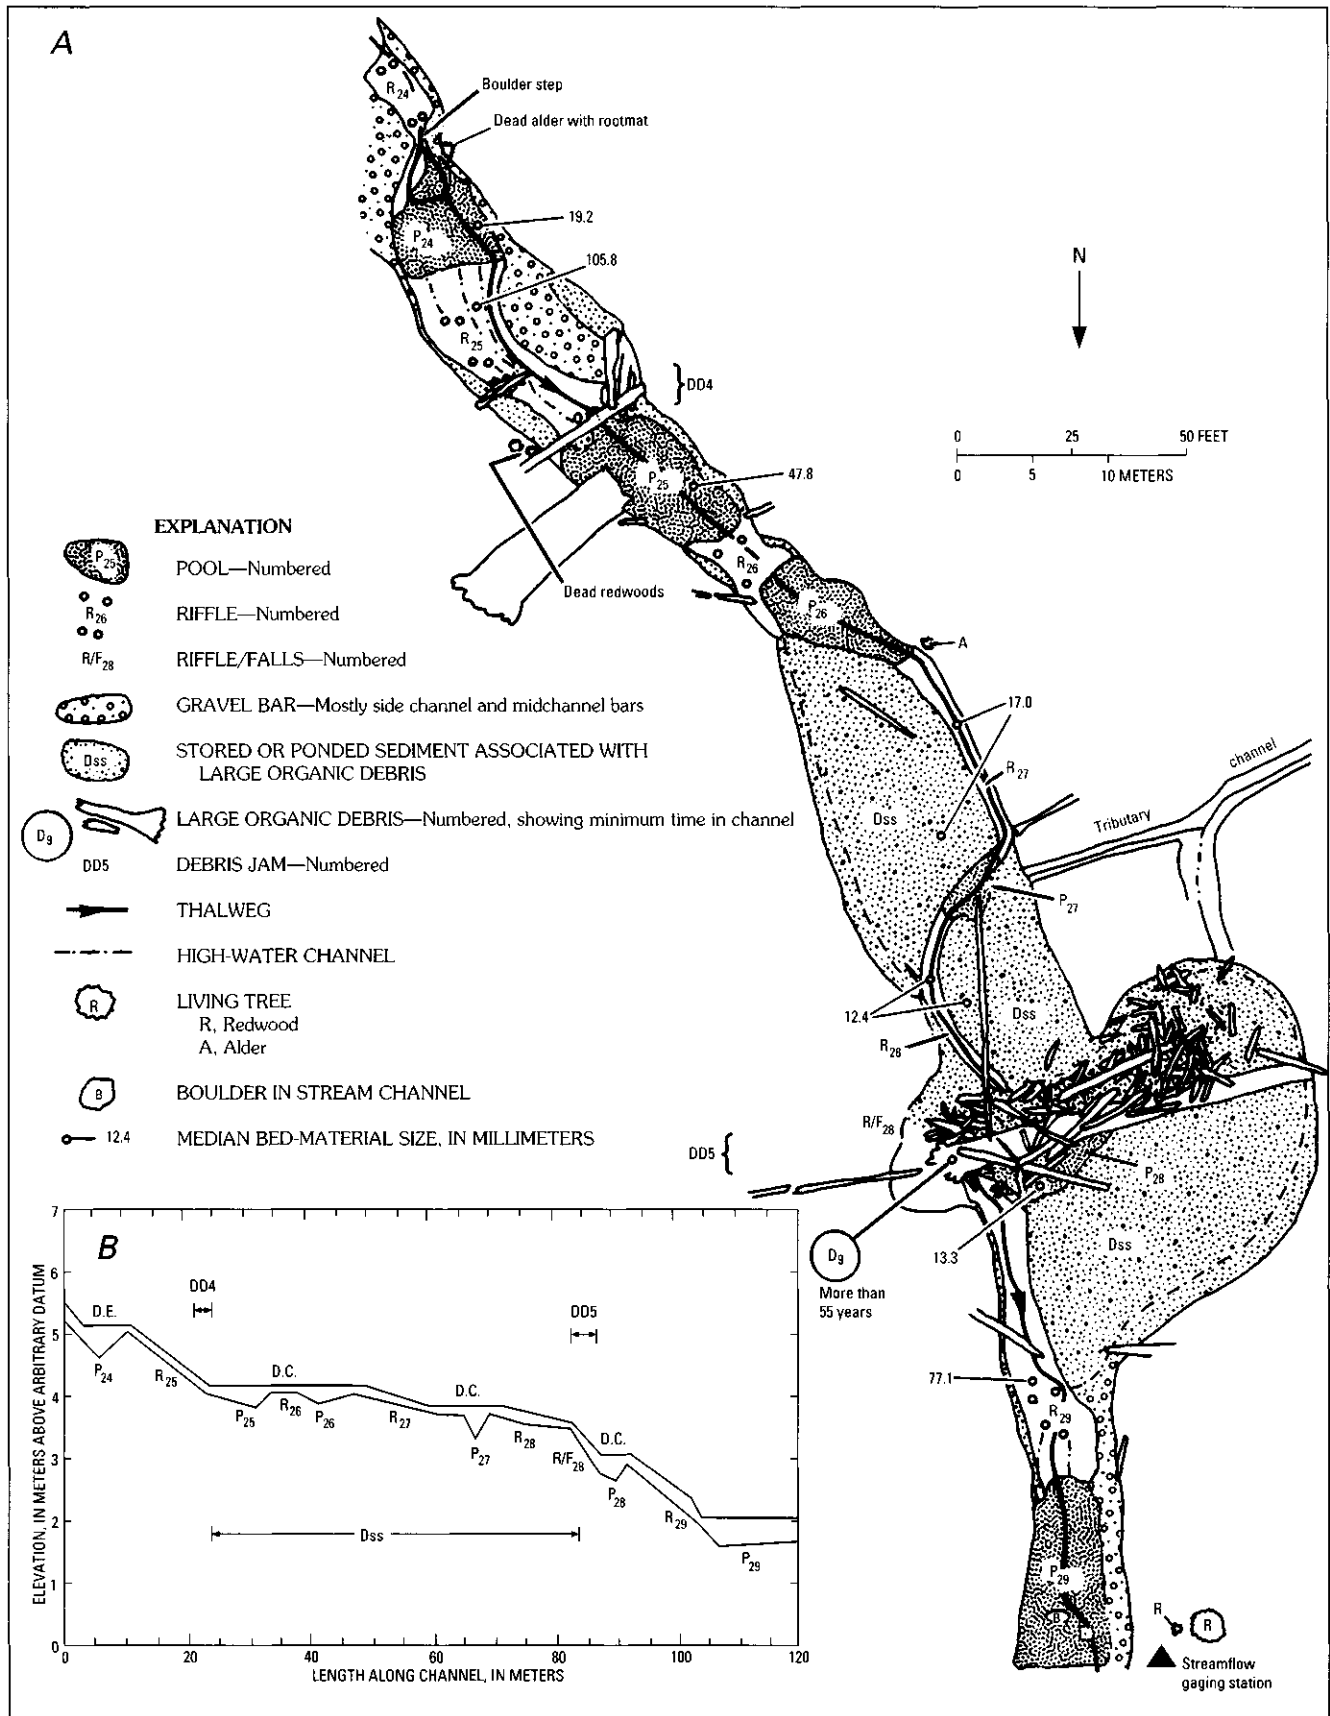 A
R24
Boulder step
Dead alder with rootmat
19.2
P24
105.8
N
R25
DD4
0 25 50 FEET
0 5 10 METERS
P25
47.8
R26
Dead redwoods
P26
A
17.0
R27
channel
Tributary
Dss
P27
12.4
Dss
R28
R/F28
DD5
P28
D9
More than
55 years
13.3
Dss
77.1
R29
P29
B
R
R
Streamflow
gaging station
EXPLANATION
P25
POOL—Numbered
R26
RIFFLE—Numbered
R/F28
RIFFLE/FALLS—Numbered
GRAVEL BAR—Mostly side channel and midchannel bars
Dss
STORED OR PONDED SEDIMENT ASSOCIATED WITH
LARGE ORGANIC DEBRIS
D9
LARGE ORGANIC DEBRIS—Numbered, showing minimum time in channel
DD5
DEBRIS JAM—Numbered
THALWEG
HIGH-WATER CHANNEL
R
LIVING TREE
R, Redwood
A, Alder
B
BOULDER IN STREAM CHANNEL
12.4
MEDIAN BED-MATERIAL SIZE, IN MILLIMETERS
B
ELEVATION, IN METERS ABOVE ARBITRARY DATUM
7
6
5
4
3
2
1
0
DD4
D.E.
P24
R25
D.C.
P25
R26
P26
R27
D.C.
P27
R28
DD5
R/F28
D.C.
P28
R29
P29
Dss
0 20 40 60 80 100 120
LENGTH ALONG CHANNEL, IN METERS